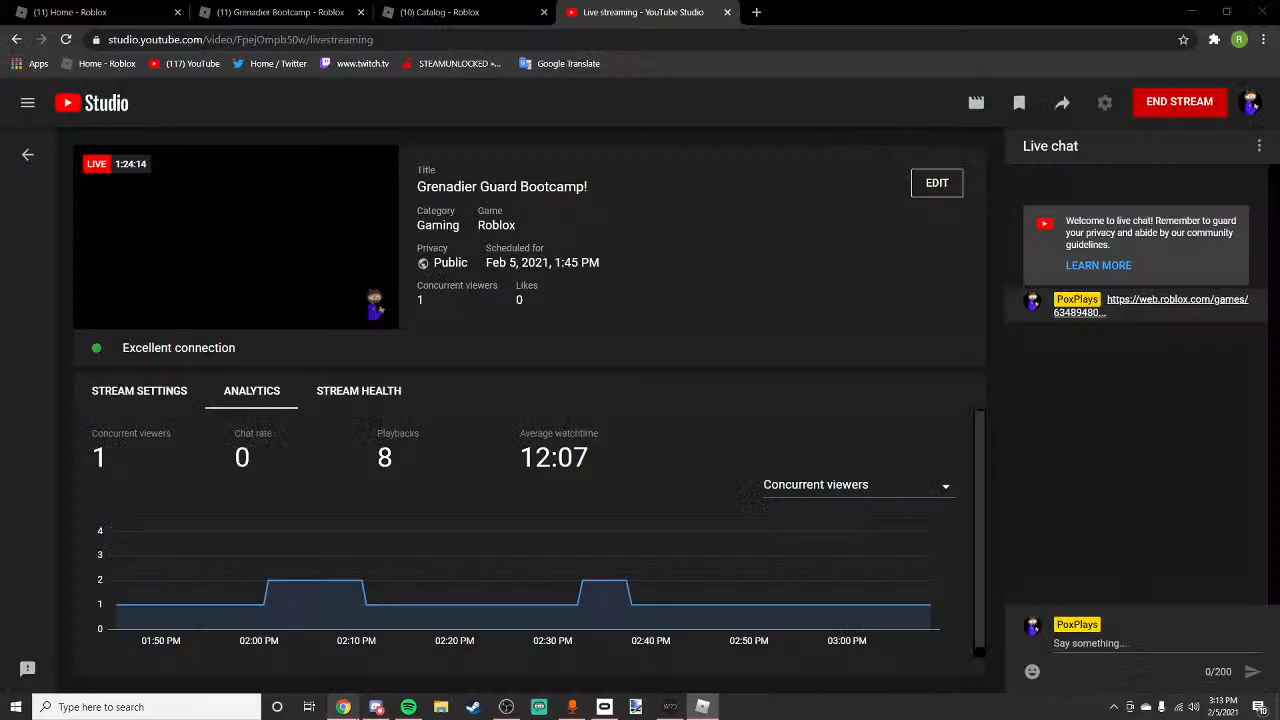 (11) Home - Roblox
(11) Grenadier Bootcamp - Roblox
(10) Catalog - Roblox
Live streaming - YouTube Studio
studio.youtube.com/video/FpejOmpb50w/livestreaming
R
Apps
Home - Roblox
(117) YouTube
Home / Twitter
www.twitch.tv
STEAMUNLOCKED »...
Google Translate
Studio
END STREAM
LIVE 1:24:14
Title
Grenadier Guard Bootcamp!
EDIT
Category Game
Gaming Roblox
Privacy Scheduled for
Public Feb 5, 2021, 1:45 PM
Concurrent viewers Likes
1 0
Excellent connection
STREAM SETTINGS ANALYTICS STREAM HEALTH
Concurrent viewers Chat rate Playbacks Average watchtime
1 0 8 12:07
Concurrent viewers
4
3
2
1
0
01:50 PM 02:00 PM 02:10 PM 02:20 PM 02:30 PM 02:40 PM 02:50 PM 03:00 PM
Live chat
Welcome to live chat! Remember to guard
your privacy and abide by our community
guidelines.
LEARN MORE
PoxPlays https://web.roblox.com/games/
63489480...
PoxPlays
Say something...
0/200
Type here to search
3:13 PM
2/5/2021